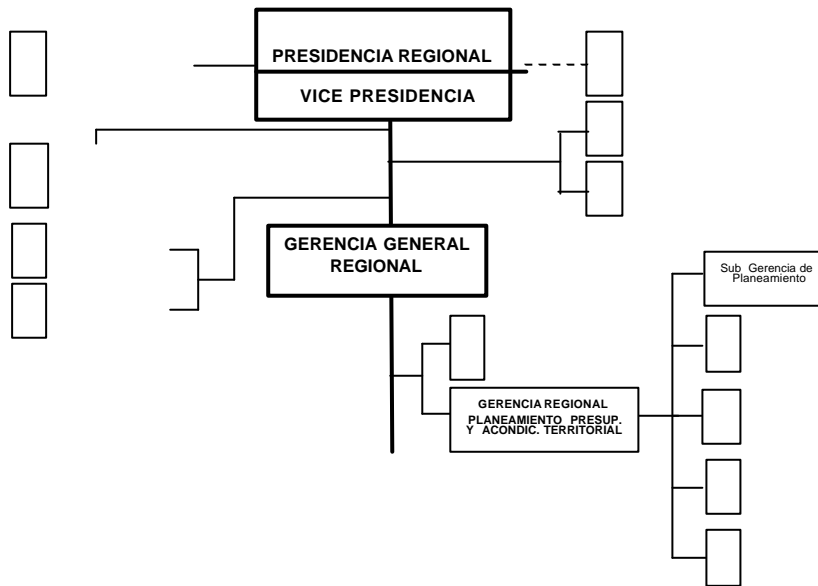 PRESIDENCIA REGIONAL
VICE PRESIDENCIA
GERENCIA GENERAL
REGIONAL
Sub Gerencia de
Planeamiento
GERENCIA REGIONAL
PLANEAMIENTO PRESUP.
Y ACONDIC. TERRITORIAL